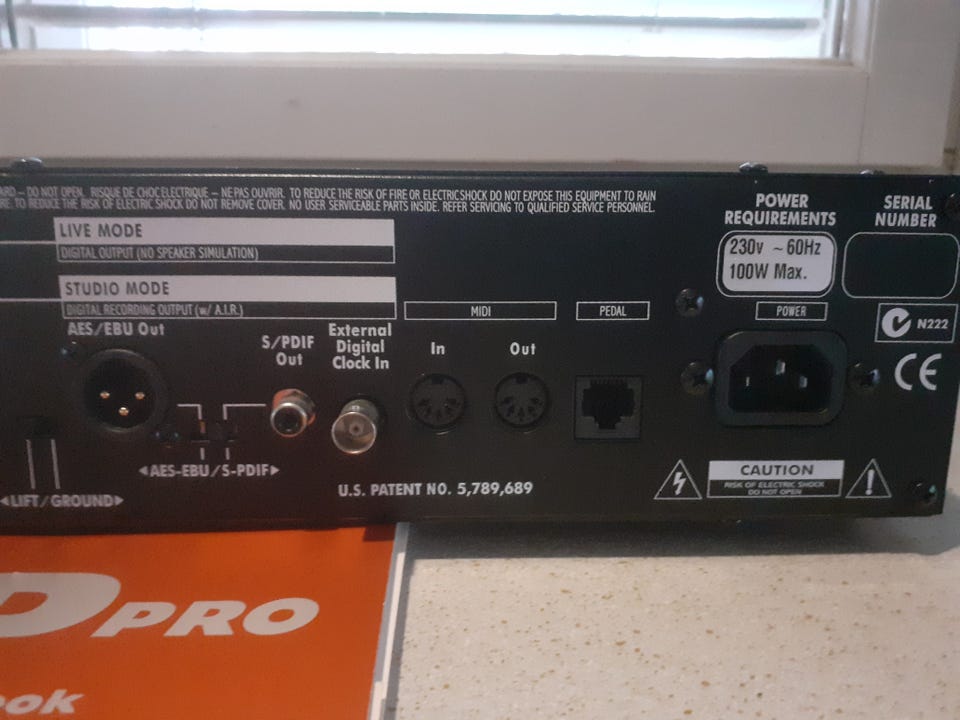 ARD – DO NOT OPEN. RISQUE DE CHOC ELECTRIQUE – NE PAS OUVRIR. TO REDUCE THE RISK OF FIRE OR ELECTRIC SHOCK DO NOT EXPOSE THIS EQUIPMENT TO RAIN
RE. TO REDUCE THE RISK OF ELECTRIC SHOCK DO NOT REMOVE COVER. NO USER SERVICEABLE PARTS INSIDE. REFER SERVICING TO QUALIFIED SERVICE PERSONNEL.
LIVE MODE
DIGITAL OUTPUT (NO SPEAKER SIMULATION)
STUDIO MODE
DIGITAL RECORDING OUTPUT (w/ A.I.R.)
AES/EBU Out
S/PDIF
Out
External
Digital
Clock In
MIDI
In
Out
PEDAL
POWER
REQUIREMENTS
230v ~ 60Hz
100W Max.
POWER
SERIAL
NUMBER
N222
CE
◄AES-EBU/S-PDIF►
◄LIFT/GROUND►
U.S. PATENT NO. 5,789,689
CAUTION
RISK OF ELECTRIC SHOCK
DO NOT OPEN
D PRO
ook